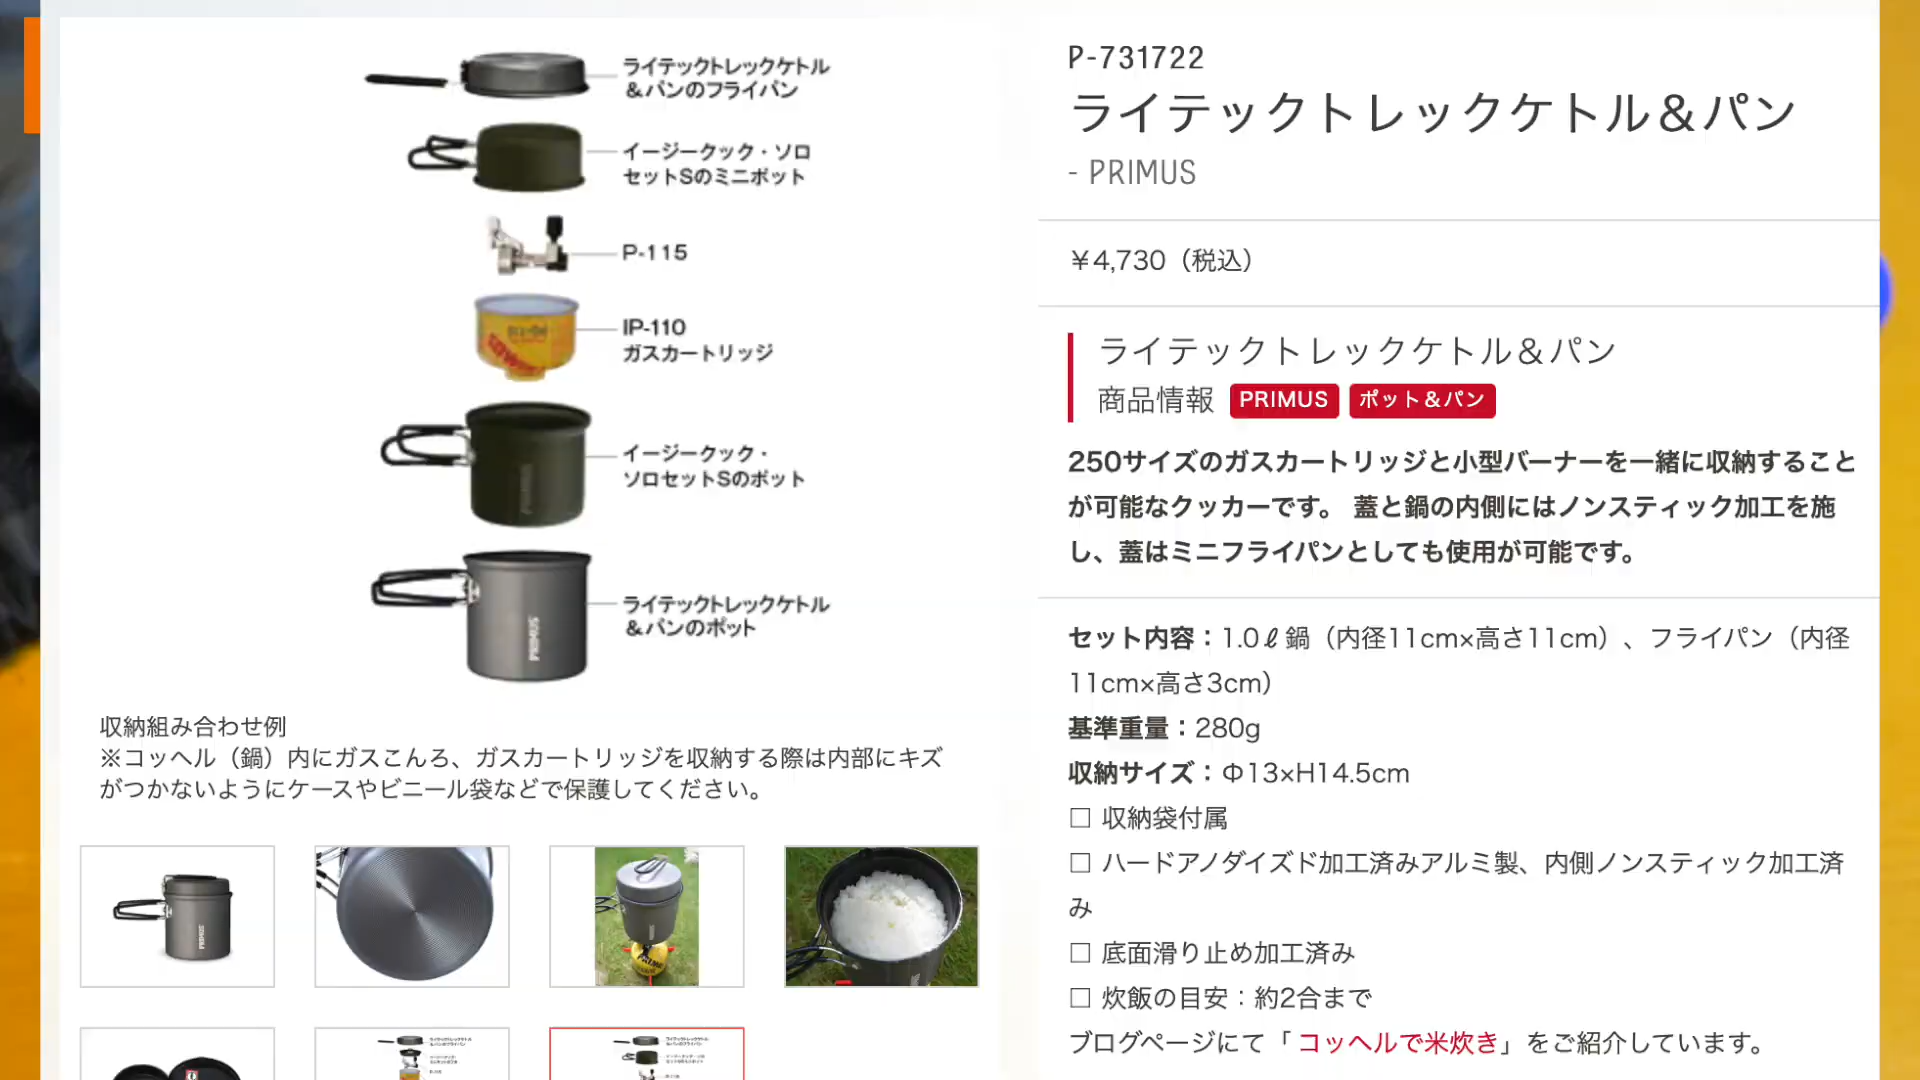 ライテックトレックケトル
&パンのフライパン
イージークック・ソロ
セットSのミニポット
P-115
IP-110
ガスカートリッジ
イージークック・
ソロセットSのポット
PRIMUS
ライテックトレックケトル
&パンのポット
収納組み合わせ例
※コッヘル（鍋）内にガスこんろ、ガスカートリッジを収納する際は内部にキズ
がつかないようにケースやビニール袋などで保護してください。
PRIMUS
P-731722
ライテックトレックケトル＆パン
- PRIMUS
￥4,730（税込）
ライテックトレックケトル＆パン
商品情報 PRIMUS ポット＆パン
250サイズのガスカートリッジと小型バーナーを一緒に収納すること
が可能なクッカーです。 蓋と鍋の内側にはノンスティック加工を施
し、蓋はミニフライパンとしても使用が可能です。
セット内容：1.0ℓ鍋（内径11cm×高さ11cm）、フライパン（内径
11cm×高さ3cm）
基準重量：280g
収納サイズ：Φ13×H14.5cm
□ 収納袋付属
□ ハードアノダイズド加工済みアルミ製、内側ノンスティック加工済
み
□ 底面滑り止め加工済み
□ 炊飯の目安：約2合まで
ブログページにて「コッヘルで米炊き」をご紹介しています。